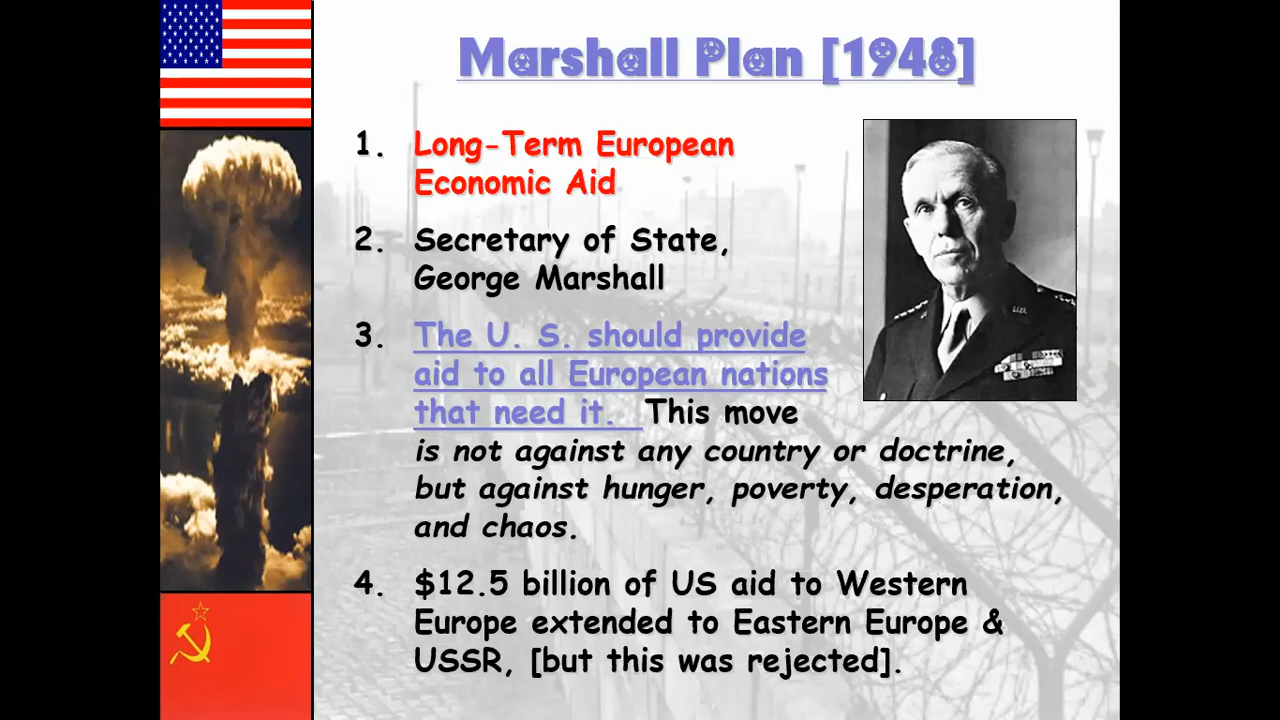 Marshall Plan [1948]
1. Long-Term European
Economic Aid
2. Secretary of State,
George Marshall
3. The U. S. should provide
aid to all European nations
that need it. This move
is not against any country or doctrine,
but against hunger, poverty, desperation,
and chaos.
4. $12.5 billion of US aid to Western
Europe extended to Eastern Europe &
USSR, [but this was rejected].